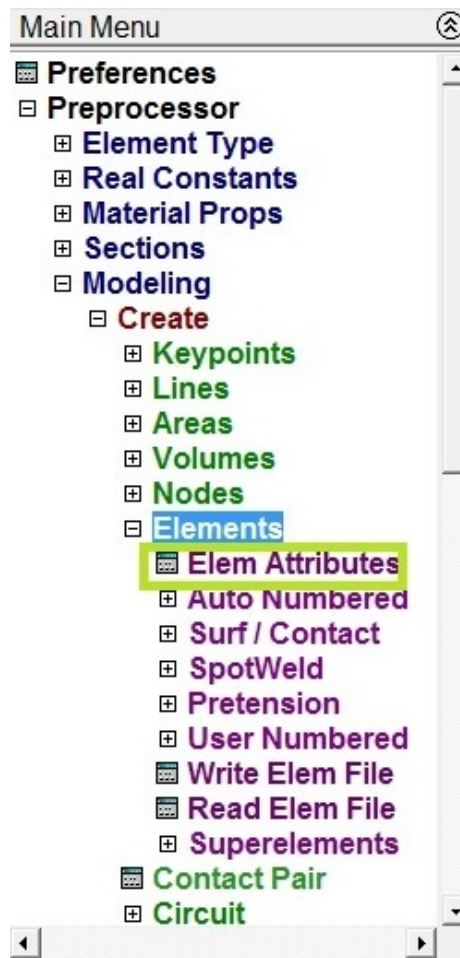 Main Menu
Preferences
Preprocessor
Element Type
Real Constants
Material Props
Sections
Modeling
Create
Keypoints
Lines
Areas
Volumes
Nodes
Elements
Elem Attributes
Auto Numbered
Surf / Contact
SpotWeld
Pretension
User Numbered
Write Elem File
Read Elem File
Superelements
Contact Pair
Circuit